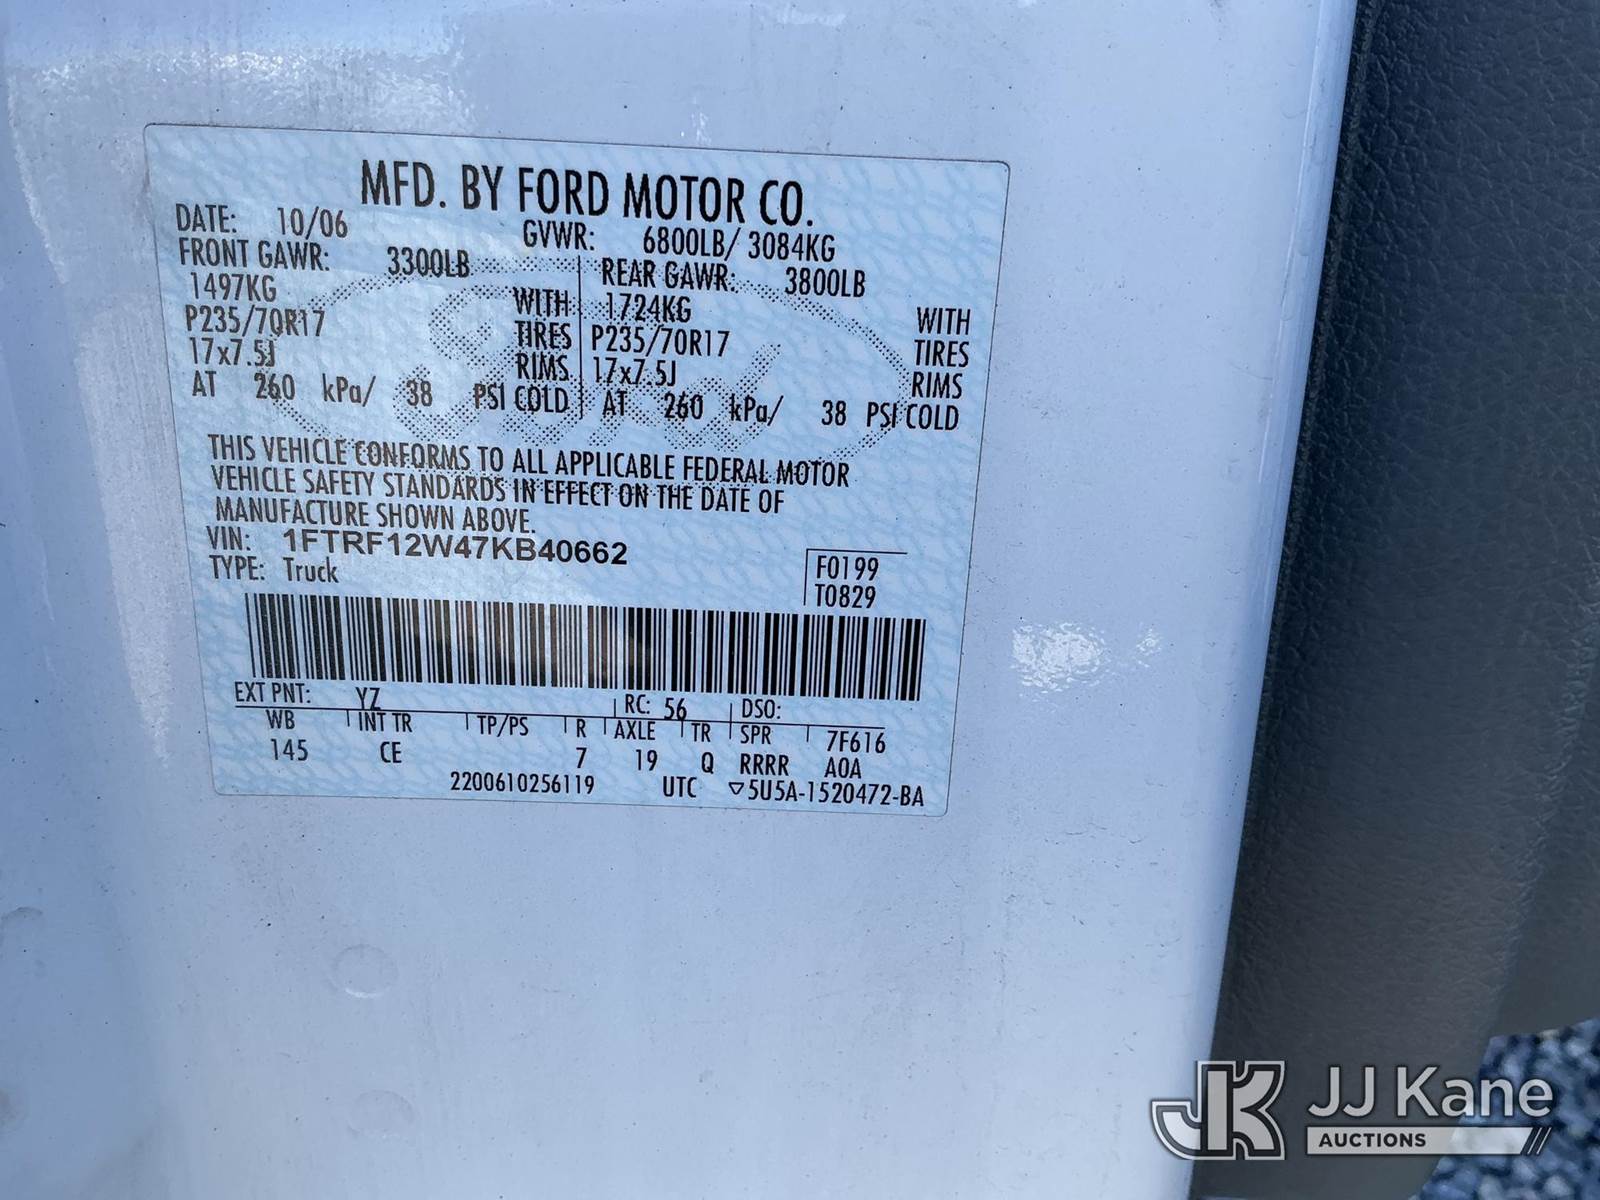 MFD. BY FORD MOTOR CO.
DATE: 10/06 GVWR: 6800LB/ 3084KG
FRONT GAWR: 3300LB REAR GAWR: 3800LB
1497KG WITH 1724KG WITH
P235/70R17 TIRES P235/70R17 TIRES
17x7.5J RIMS 17x7.5J RIMS
AT 260 kPa/ 38 PSI COLD AT 260 kPa/ 38 PSI COLD
THIS VEHICLE CONFORMS TO ALL APPLICABLE FEDERAL MOTOR
VEHICLE SAFETY STANDARDS IN EFFECT ON THE DATE OF
MANUFACTURE SHOWN ABOVE.
VIN: 1FTRF12W47KB40662
TYPE: Truck
F0199
T0829
EXT PNT: YZ RC: 56 DSO:
WB INT TR TP/PS R AXLE TR SPR 7F616
145 CE 7 19 Q RRRR A0A
2200610256119 UTC ▽5U5A-1520472-BA
Ford
JK JJ Kane
AUCTIONS